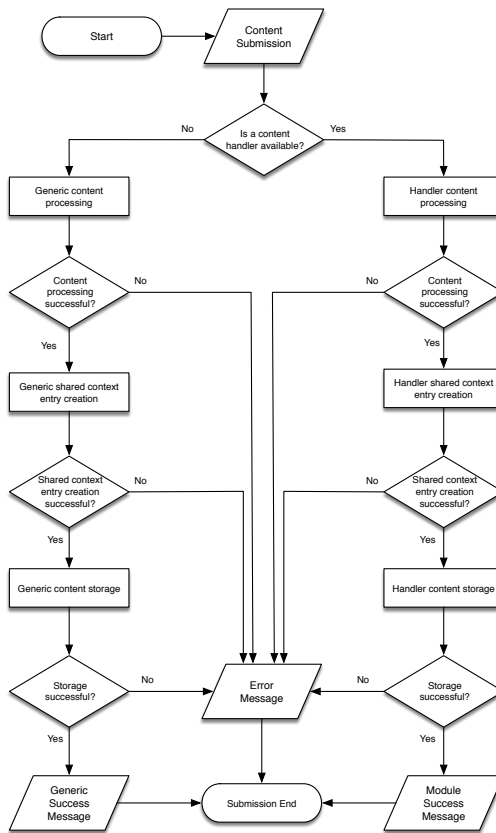 Start
Content
Submission
Is a content
handler available?
No
Yes
Generic content
processing
Handler content
processing
Content
processing
successful?
No
Content
processing
successful?
No
Yes
Yes
Generic shared context
entry creation
Handler shared context
entry creation
Shared context
entry creation
successful?
No
Shared context
entry creation
successful?
No
Yes
Yes
Generic content storage
Handler content storage
Storage
successful?
No
Error
Message
No
Storage
successful?
Yes
Yes
Generic
Success
Message
Submission End
Module
Success
Message